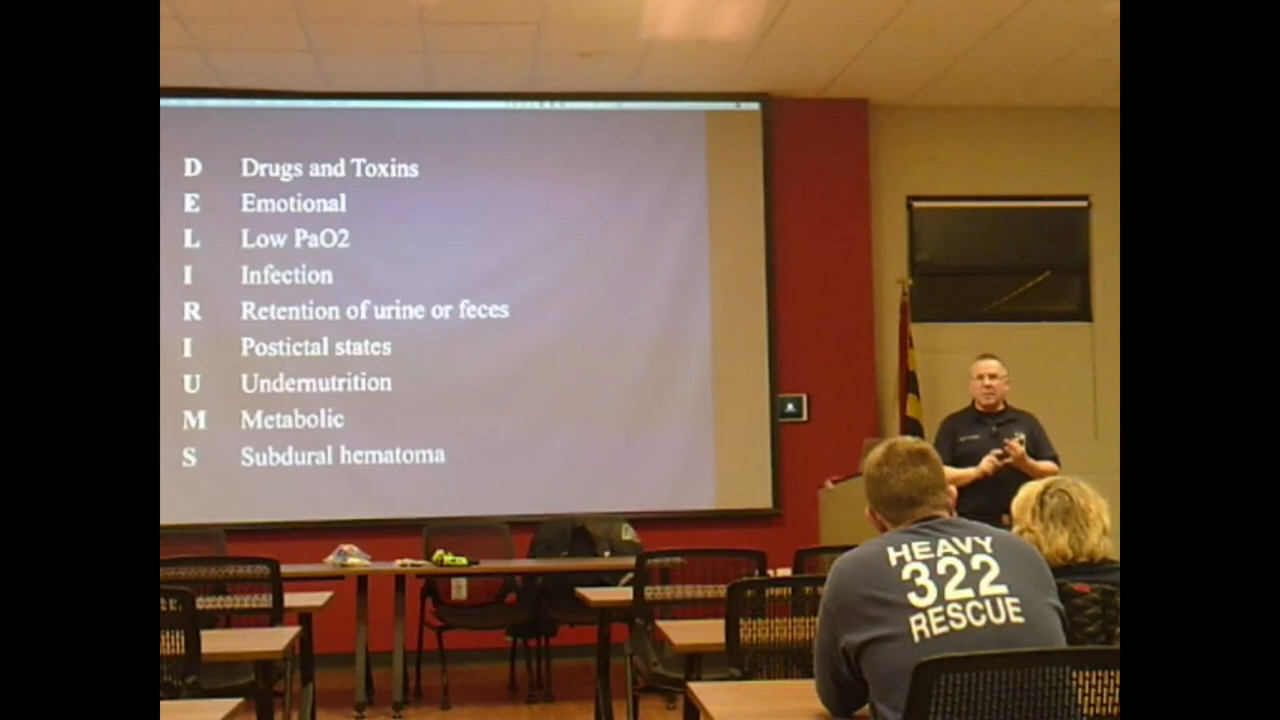 D Drugs and Toxins
E Emotional
L Low PaO2
I Infection
R Retention of urine or feces
I Postictal states
U Undernutrition
M Metabolic
S Subdural hematoma
HEAVY
322
RESCUE